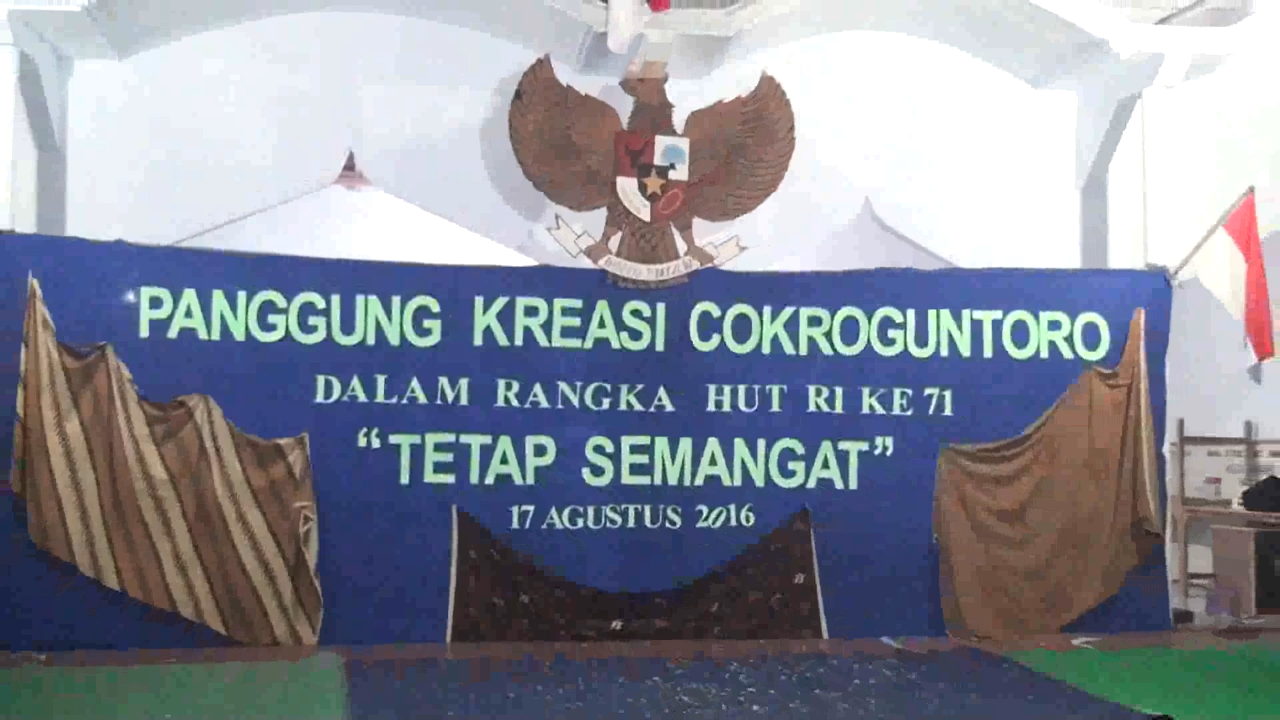 PANGGUNG KREASI COKROGUNTORO
DALAM RANGKA HUT RI KE 71
“TETAP SEMANGAT”
17 AGUSTUS 2016